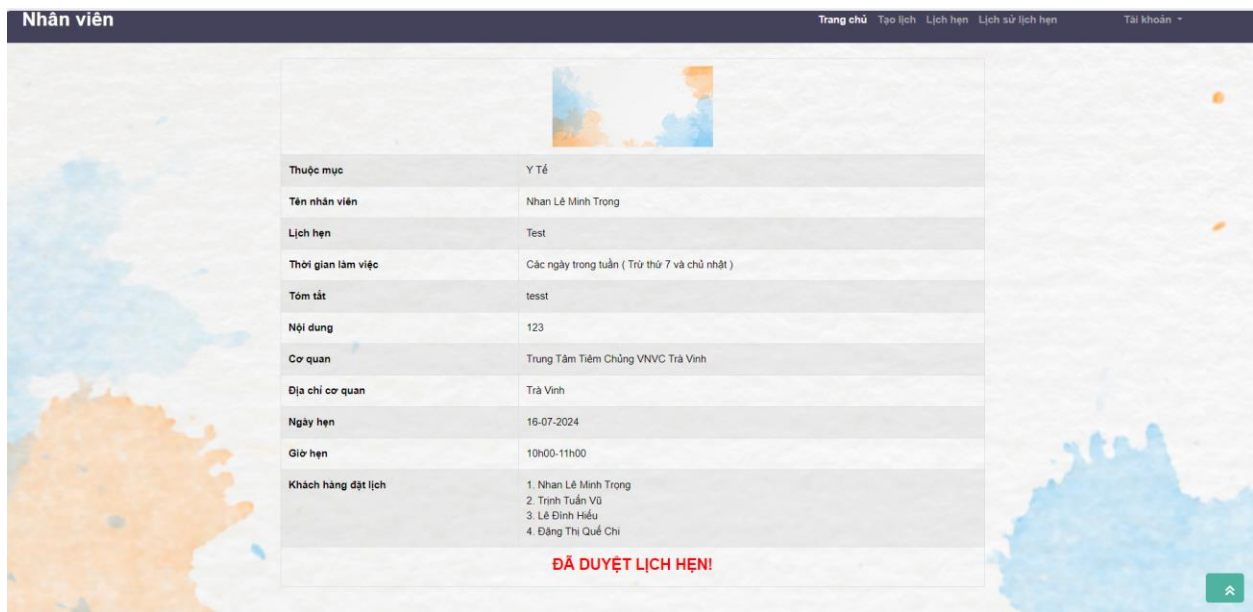 Nhân viên
Trang chủ Tạo lịch Lịch hẹn Lịch sử lịch hẹn Tài khoản
Thuộc mục Y Tế
Tên nhân viên Nhan Lê Minh Trọng
Lịch hẹn Test
Thời gian làm việc Các ngày trong tuần ( Trừ thứ 7 và chủ nhật )
Tóm tắt tesst
Nội dung 123
Cơ quan Trung Tâm Tiêm Chủng VNVC Trà Vinh
Địa chỉ cơ quan Trà Vinh
Ngày hẹn 16-07-2024
Giờ hẹn 10h00-11h00
Khách hàng đặt lịch 1. Nhan Lê Minh Trọng
2. Trịnh Tuấn Vũ
3. Lê Đình Hiếu
4. Đặng Thị Quế Chi
ĐÃ DUYỆT LỊCH HẸN!